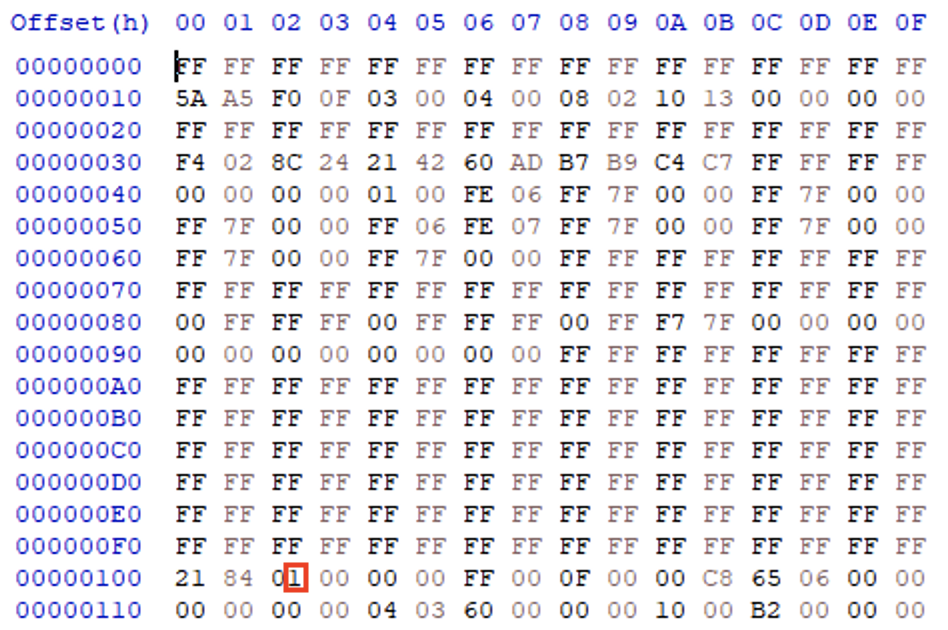 Offset(h) 00 01 02 03 04 05 06 07 08 09 0A 0B 0C 0D 0E 0F
00000000 FF FF FF FF FF FF FF FF FF FF FF FF FF FF FF FF
00000010 5A A5 F0 0F 03 00 04 00 08 02 10 13 00 00 00 00
00000020 FF FF FF FF FF FF FF FF FF FF FF FF FF FF FF FF
00000030 F4 02 8C 24 21 42 60 AD B7 B9 C4 C7 FF FF FF FF
00000040 00 00 00 00 01 00 FE 06 FF 7F 00 00 FF 7F 00 00
00000050 FF 7F 00 00 FF 06 FE 07 FF 7F 00 00 FF 7F 00 00
00000060 FF 7F 00 00 FF 7F 00 00 FF FF FF FF FF FF FF FF
00000070 FF FF FF FF FF FF FF FF FF FF FF FF FF FF FF FF
00000080 00 FF FF FF 00 FF FF FF 00 FF F7 7F 00 00 00 00
00000090 00 00 00 00 00 00 00 00 FF FF FF FF FF FF FF FF
000000A0 FF FF FF FF FF FF FF FF FF FF FF FF FF FF FF FF
000000B0 FF FF FF FF FF FF FF FF FF FF FF FF FF FF FF FF
000000C0 FF FF FF FF FF FF FF FF FF FF FF FF FF FF FF FF
000000D0 FF FF FF FF FF FF FF FF FF FF FF FF FF FF FF FF
000000E0 FF FF FF FF FF FF FF FF FF FF FF FF FF FF FF FF
000000F0 FF FF FF FF FF FF FF FF FF FF FF FF FF FF FF FF
00000100 21 84 01 00 00 00 FF 00 0F 00 00 C8 65 06 00 00
00000110 00 00 00 00 04 03 60 00 00 00 10 00 B2 00 00 00